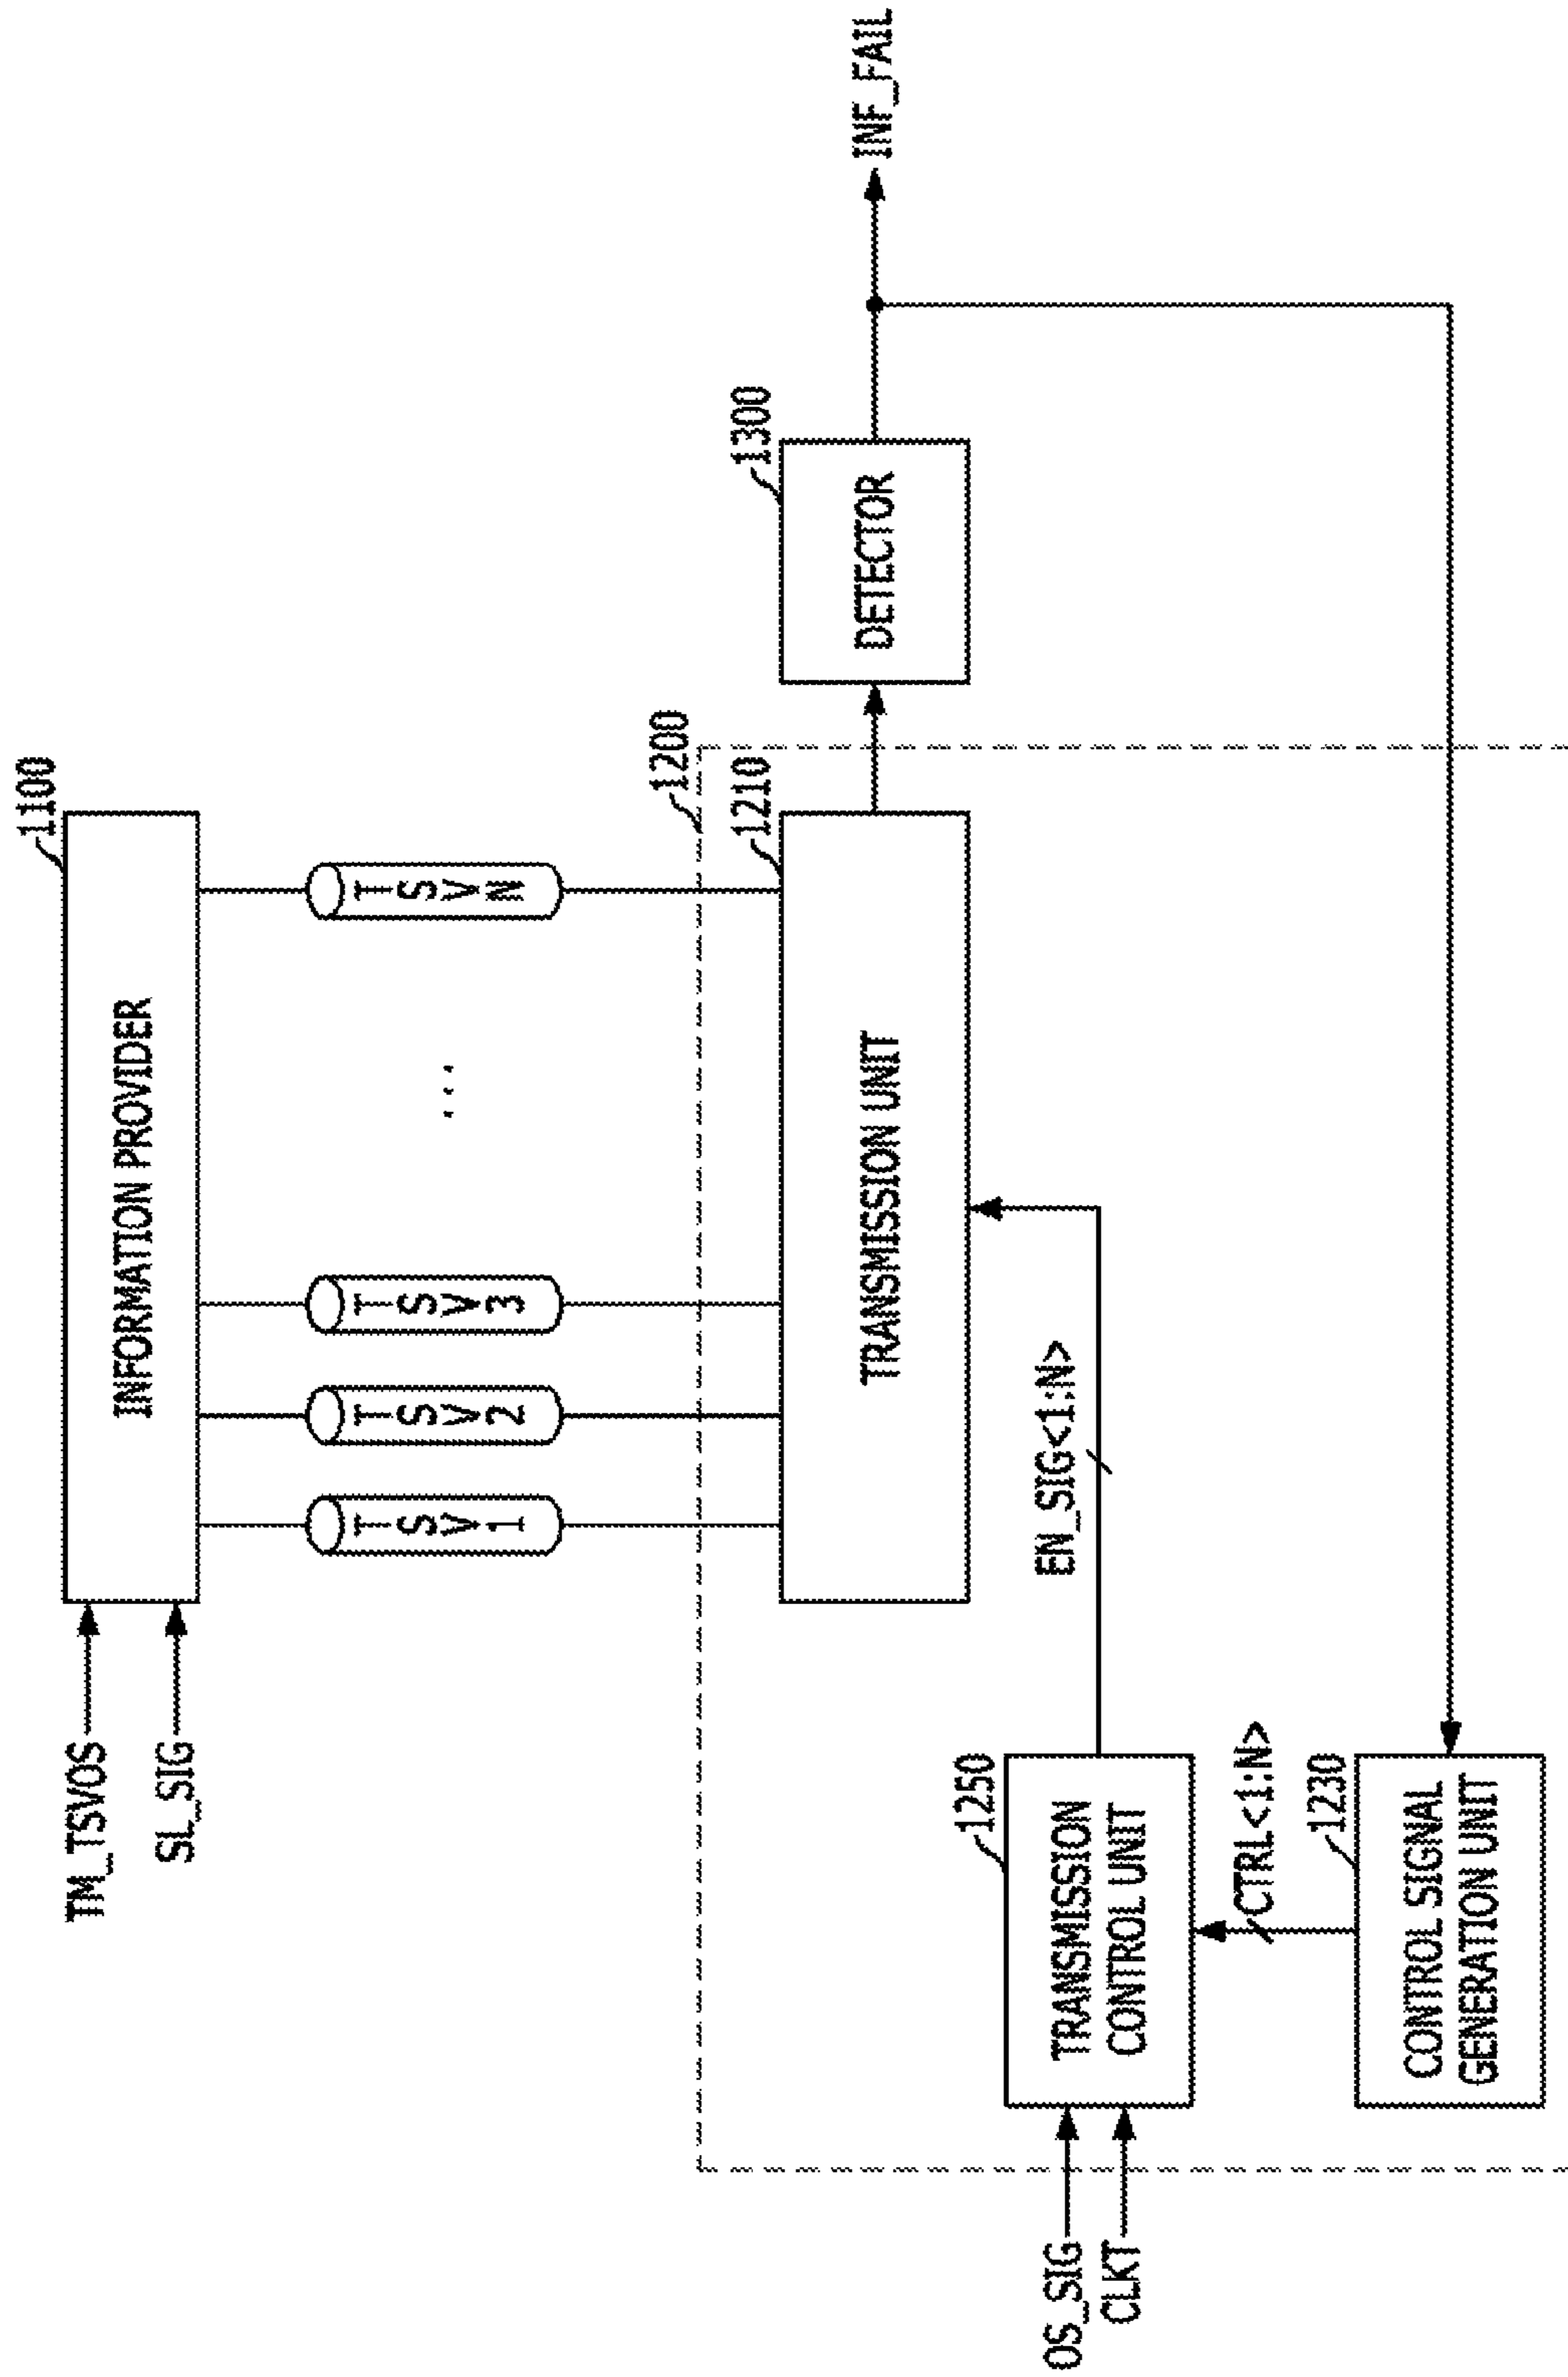 1100
TM_TSVOS
SL_SIG
INFORMATION PROVIDER
TSV1
TSV2
TSV3
...
TSVN
1200
1210
TRANSMISSION UNIT
1300
DETECTOR
INF_FAIL
EN_SIG<1:N>
1250
OS_SIG
CLKT
TRANSMISSION
CONTROL UNIT
CTRL<1:N>
1230
CONTROL SIGNAL
GENERATION UNIT